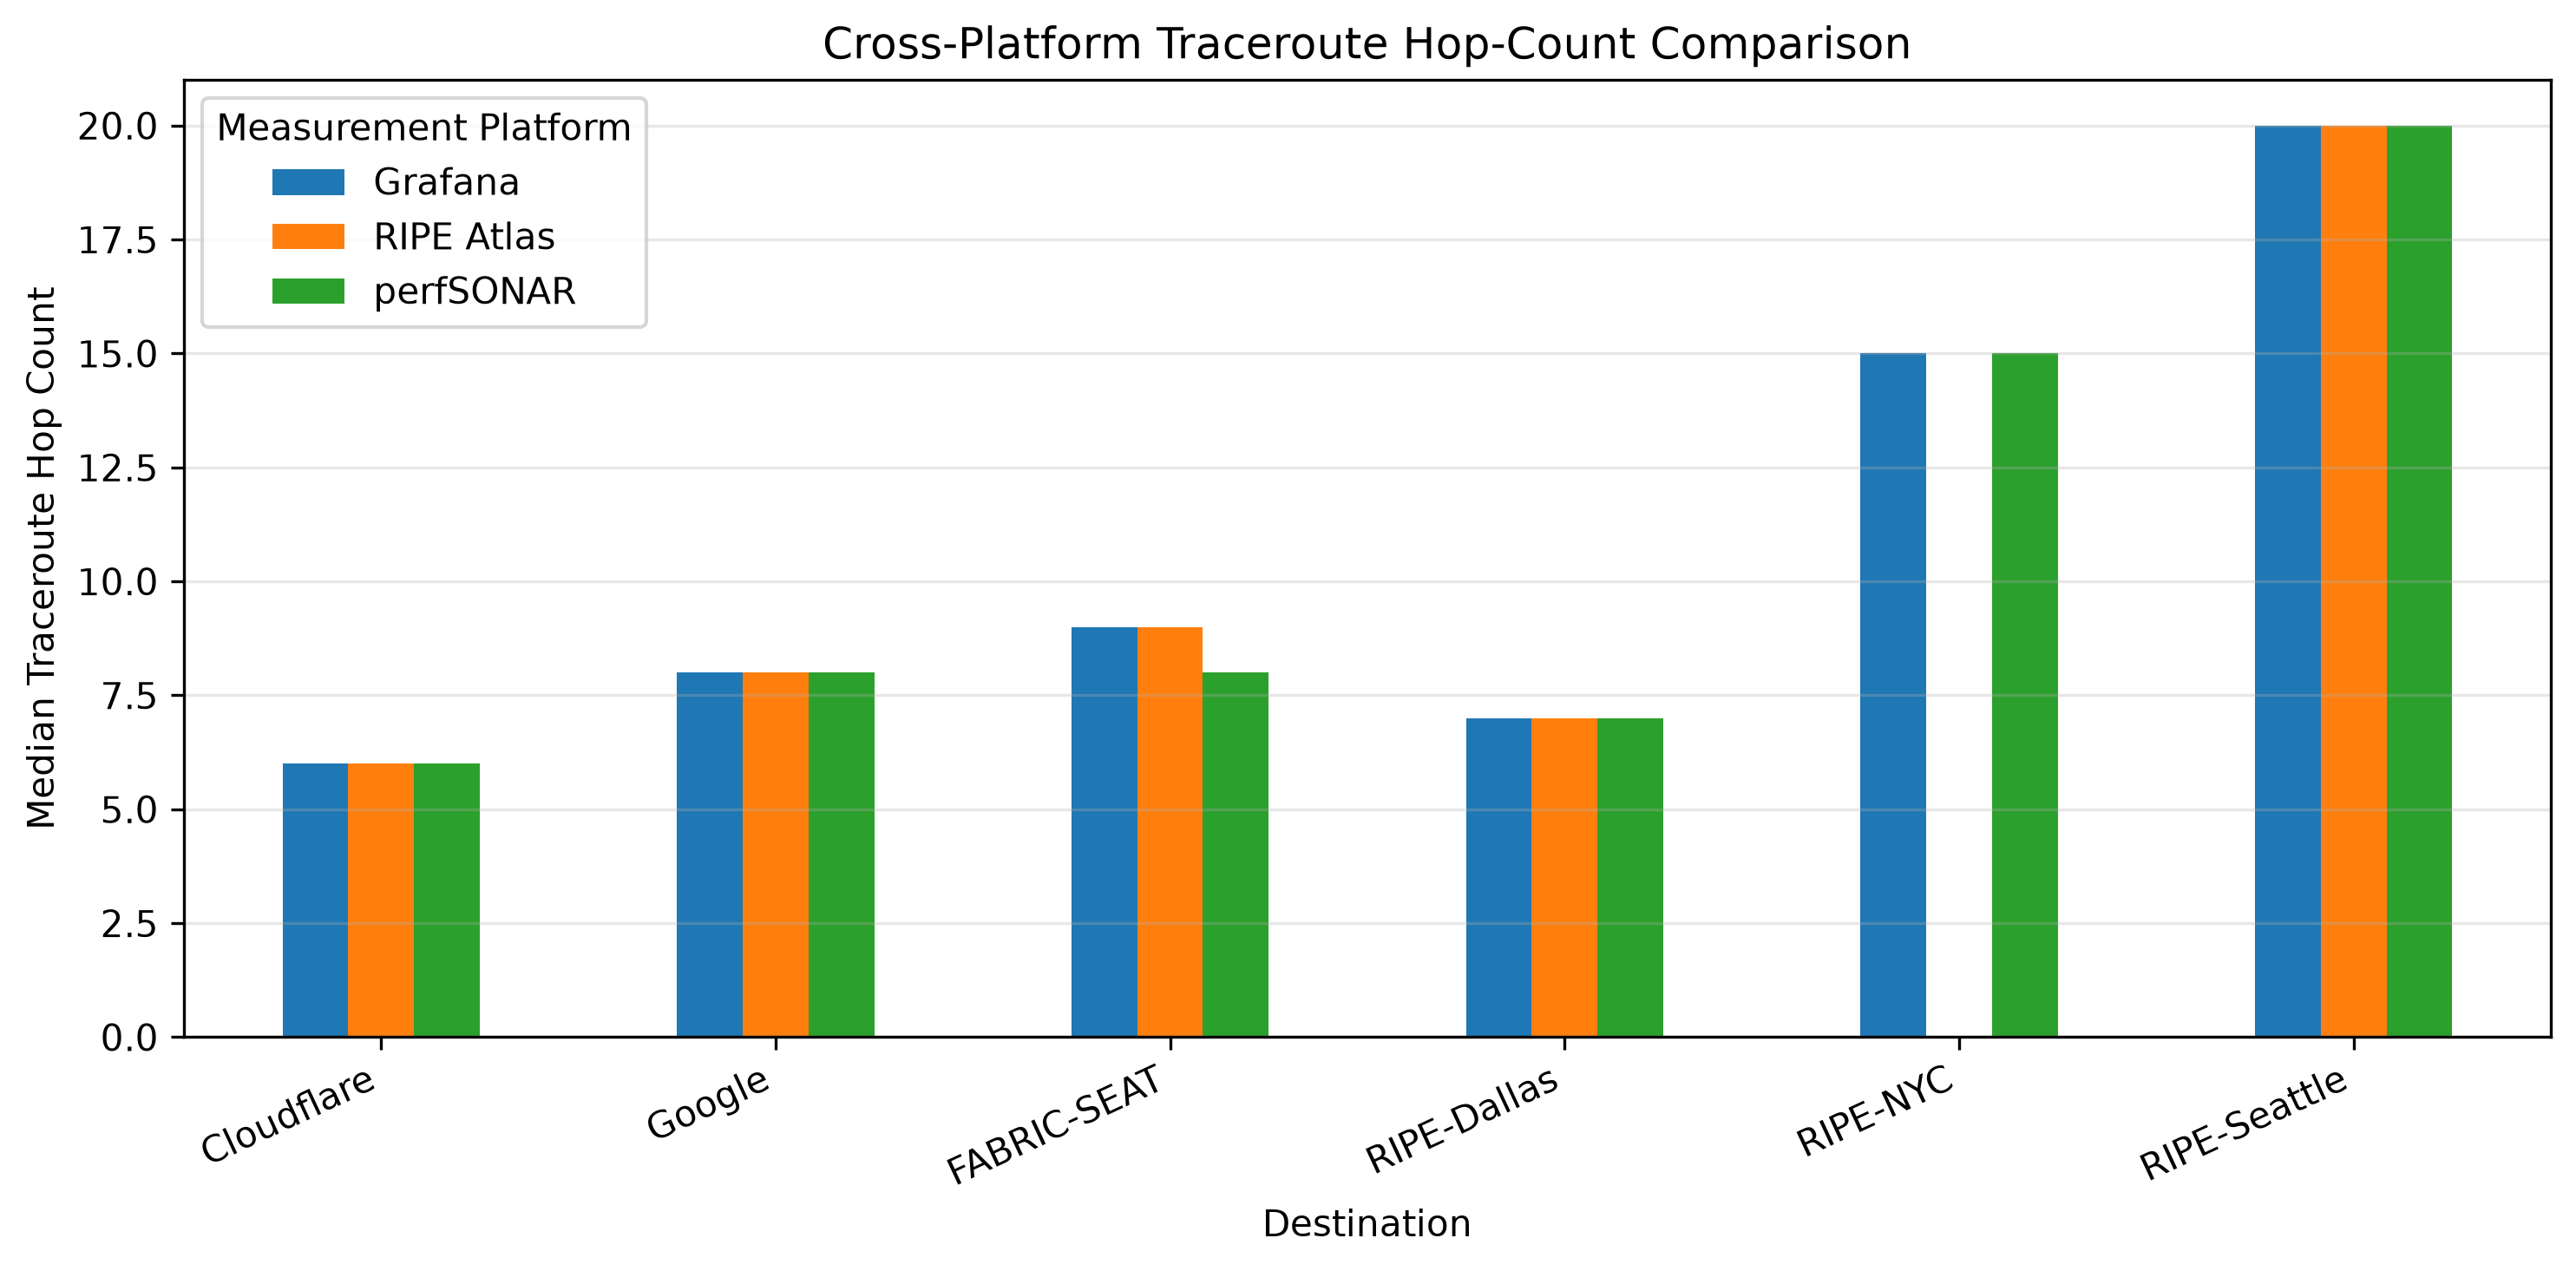 Cross-Platform Traceroute Hop-Count Comparison
Measurement Platform
Grafana
RIPE Atlas
perfSONAR
Median Traceroute Hop Count
20.0
17.5
15.0
12.5
10.0
7.5
5.0
2.5
0.0
Cloudflare
Google
FABRIC-SEAT
RIPE-Dallas
RIPE-NYC
RIPE-Seattle
Destination